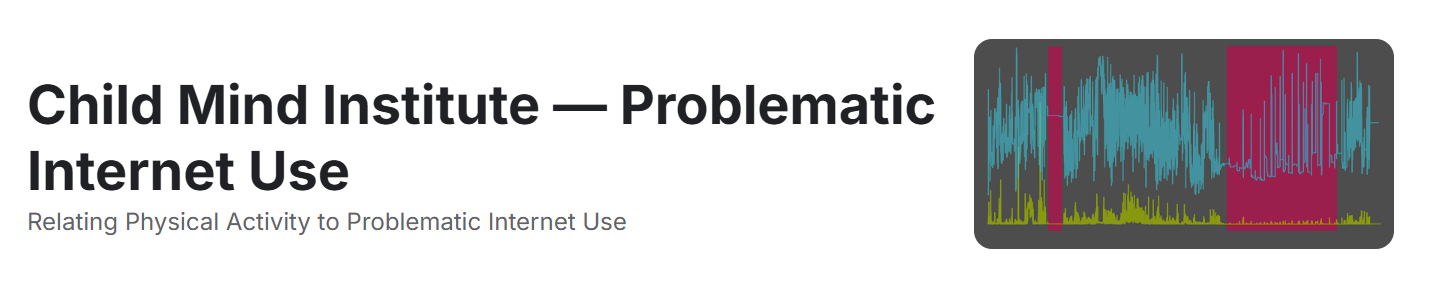 Child Mind Institute — Problematic
Internet Use
Relating Physical Activity to Problematic Internet Use